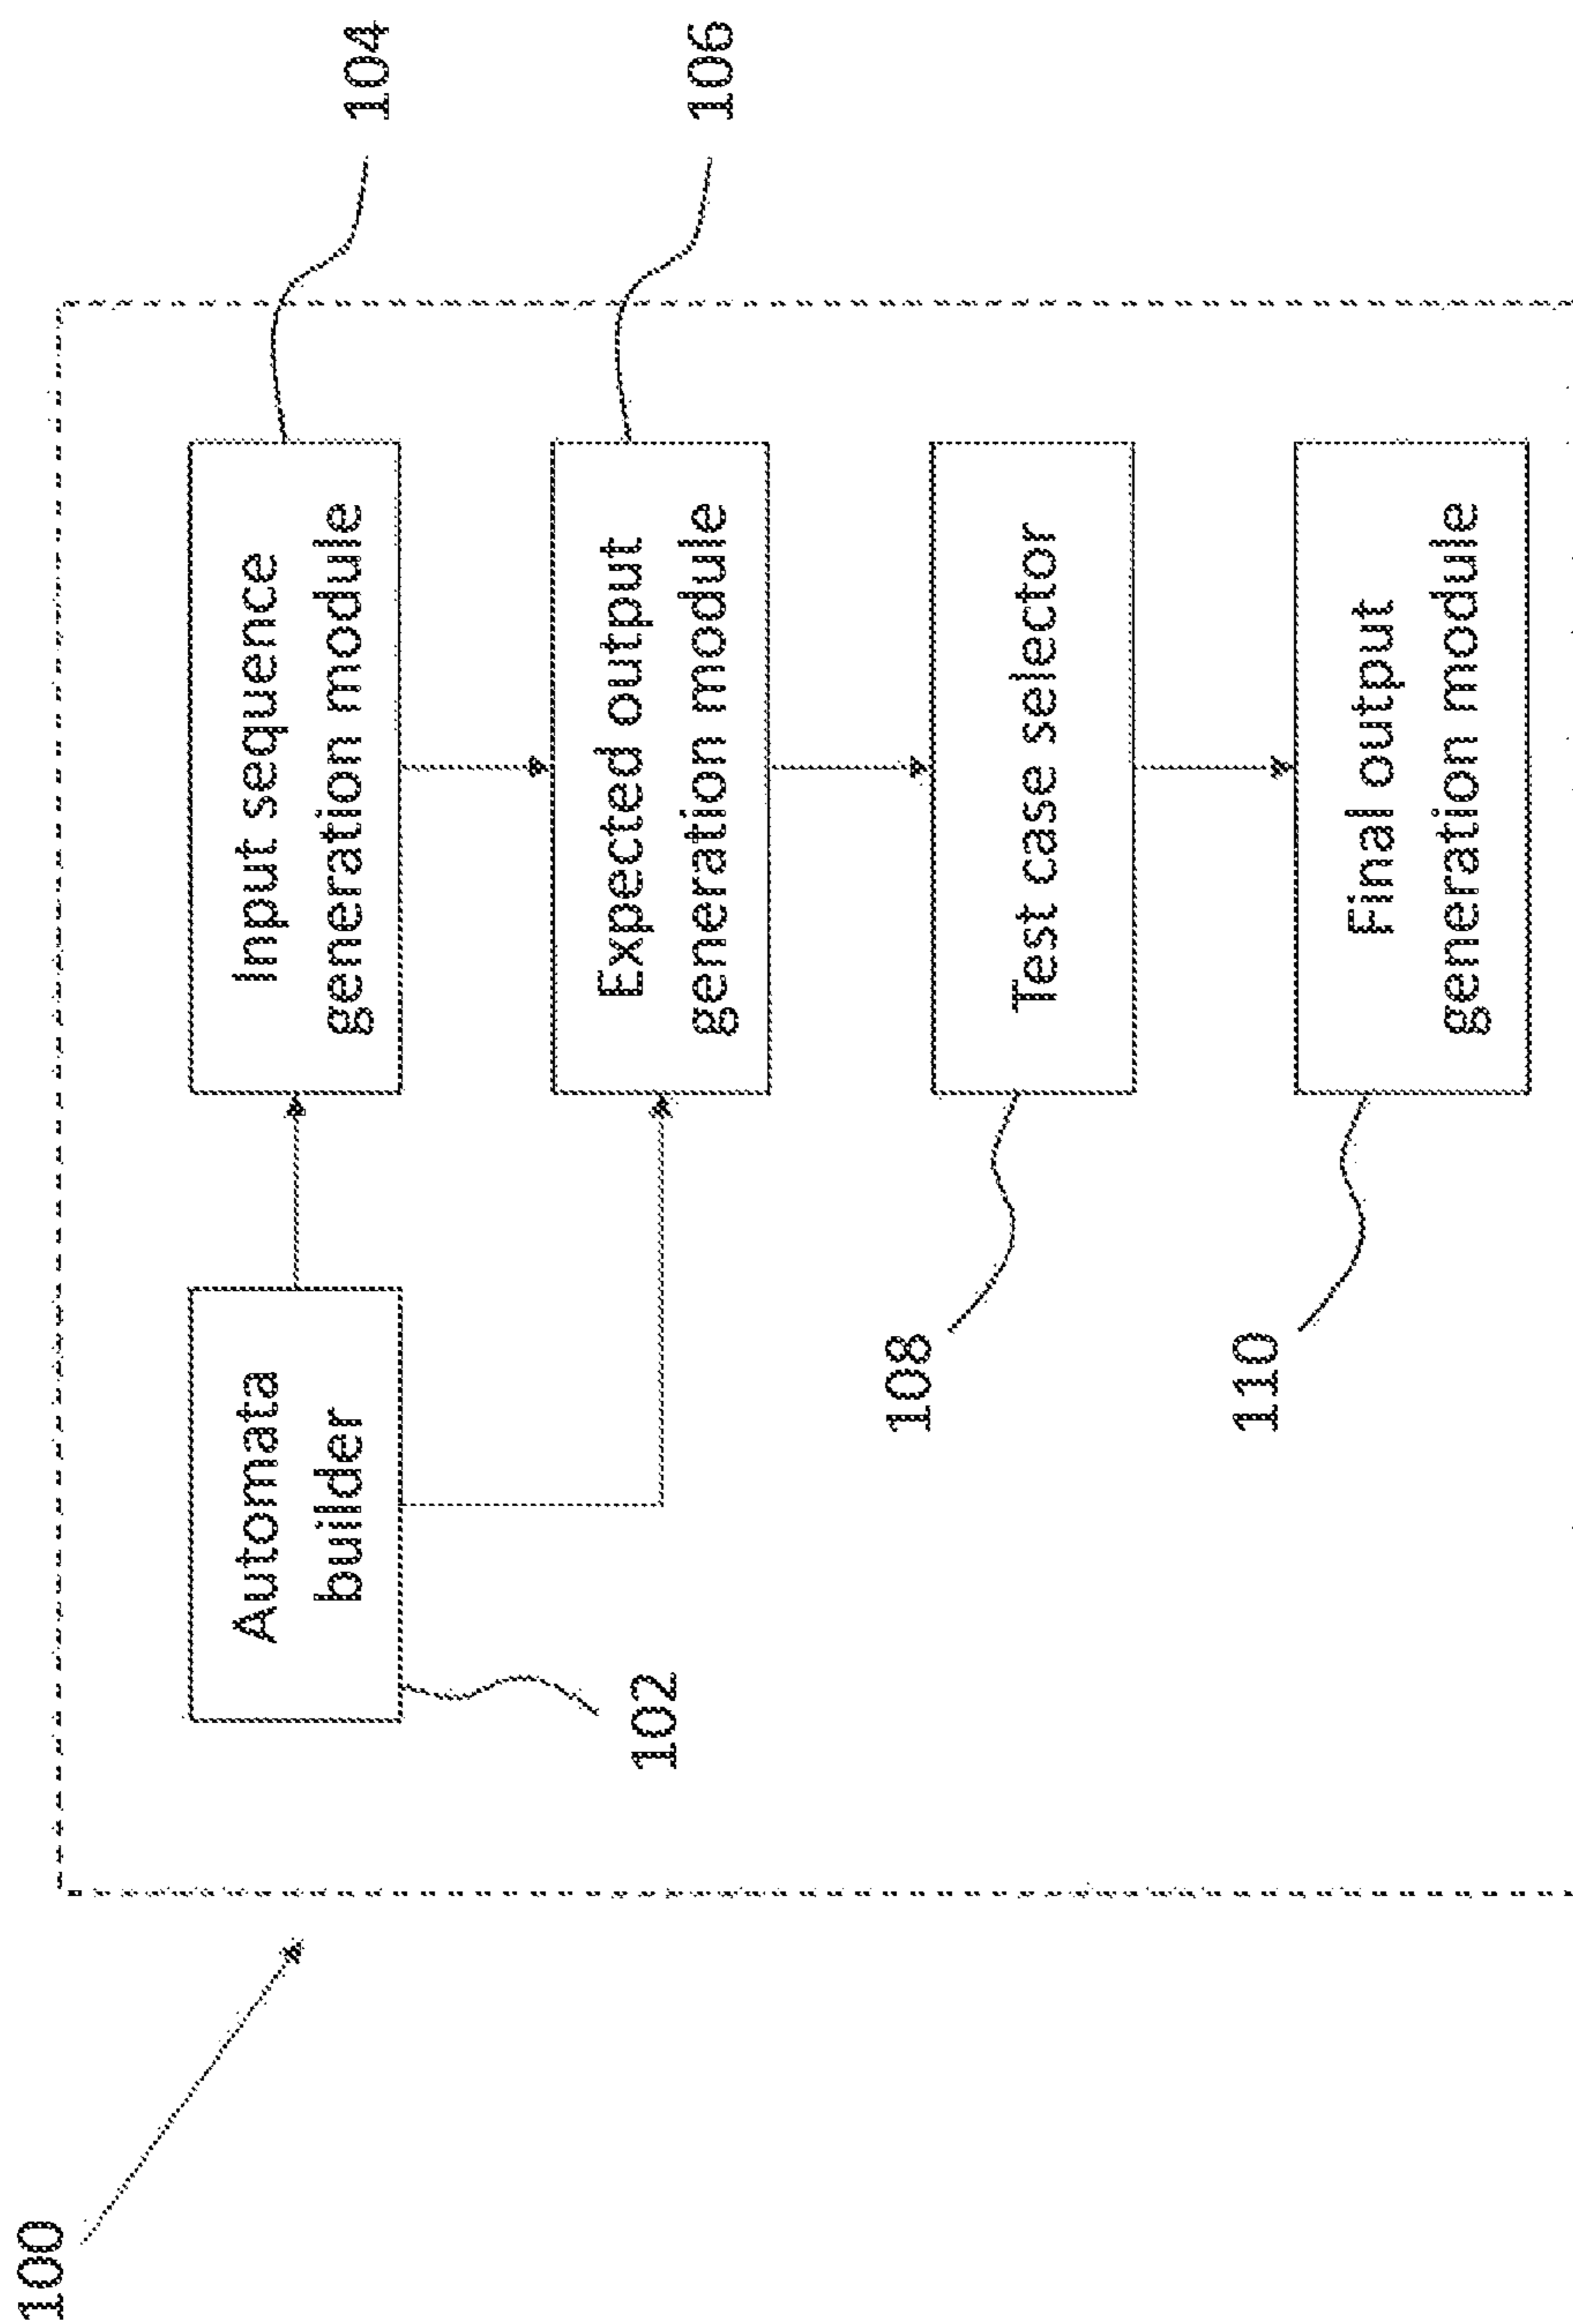 100
Automata
builder
102
Input sequence
generation module
104
Expected output
generation module
106
Test case selector
108
Final output
generation module
110